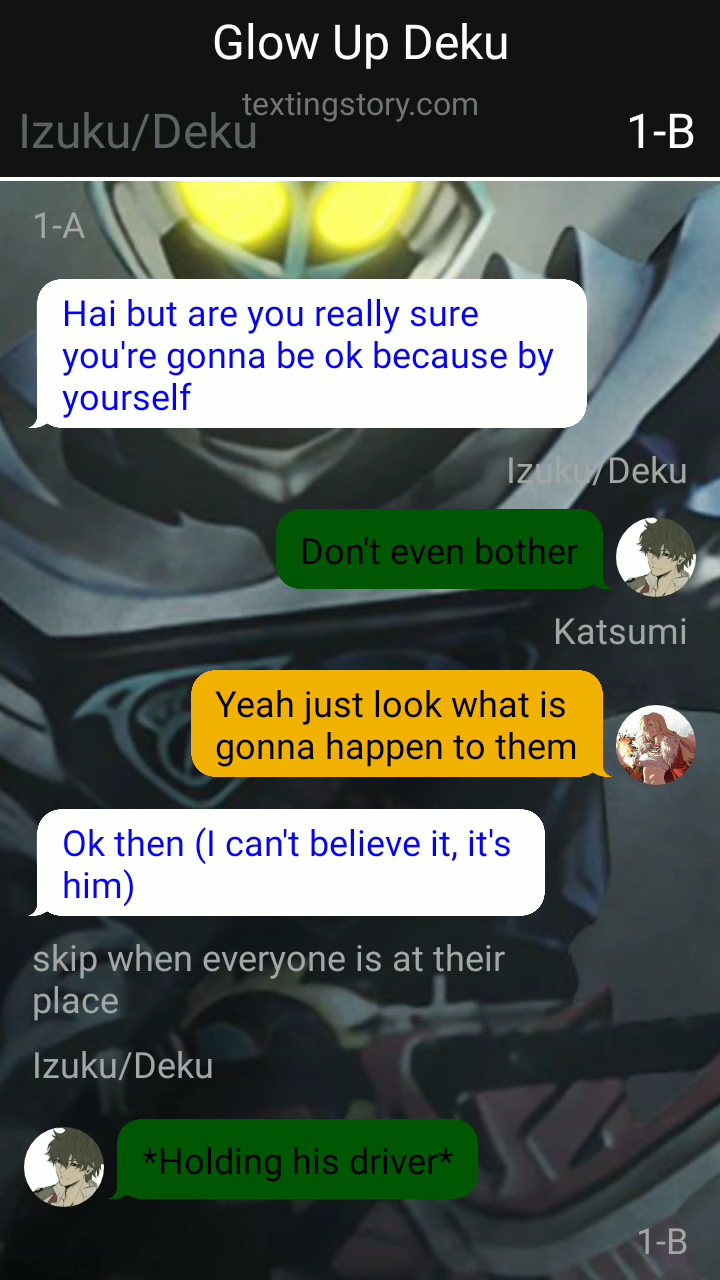 Glow Up Deku
textingstory.com
Izuku/Deku
1-B
1-A
Hai but are you really sure
you're gonna be ok because by
yourself
Izuku/Deku
Don't even bother
Katsumi
Yeah just look what is
gonna happen to them
Ok then (I can't believe it, it's
him)
skip when everyone is at their
place
Izuku/Deku
*Holding his driver*
1-B